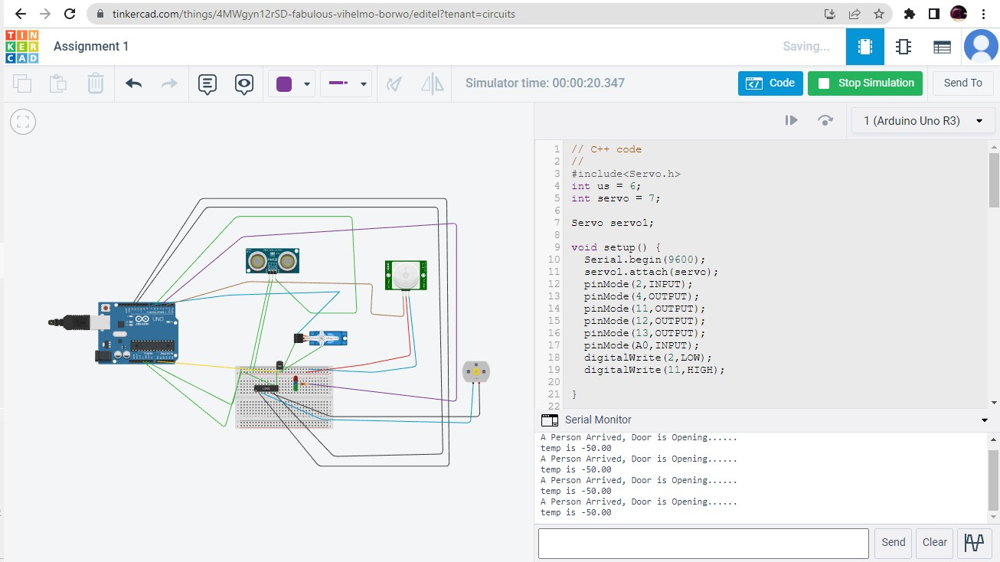 tinkercad.com/things/4MWgyn12rSD-fabulous-vihelmo-borwo/editel?tenant=circuits
TIN
KER
CAD
Assignment 1
Saving...
Simulator time: 00:00:20.347
Code
Stop Simulation
Send To
1 (Arduino Uno R3)
1 // C++ code
2 //
3 #include<Servo.h>
4 int us = 6;
5 int servo = 7;
6
7 Servo servo1;
8
9 void setup() {
10 Serial.begin(9600);
11 servo1.attach(servo);
12 pinMode(2,INPUT);
13 pinMode(4,OUTPUT);
14 pinMode(11,OUTPUT);
15 pinMode(12,OUTPUT);
16 pinMode(13,OUTPUT);
17 pinMode(A0,INPUT);
18 digitalWrite(2,LOW);
19 digitalWrite(11,HIGH);
20
21 }
22
UNO
Serial Monitor
A Person Arrived, Door is Opening......
temp is -50.00
A Person Arrived, Door is Opening......
temp is -50.00
A Person Arrived, Door is Opening......
temp is -50.00
A Person Arrived, Door is Opening......
temp is -50.00
Send
Clear